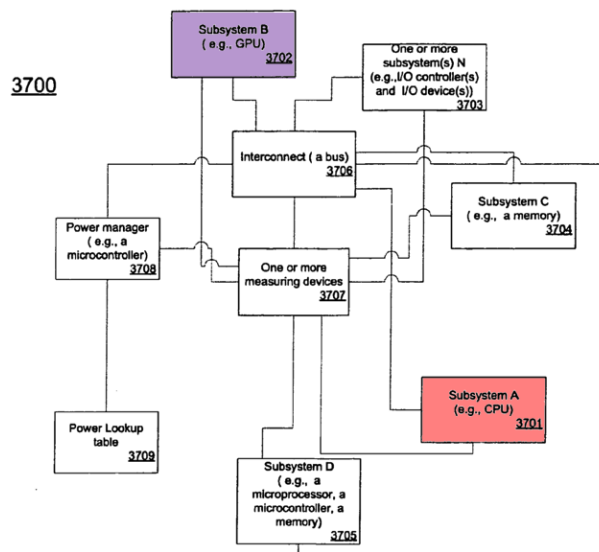 3700
Subsystem B
( e.g., GPU)
3702
One or more
subsystem(s) N
(e.g.,I/O controller(s)
and I/O device(s))
3703
Interconnect ( a bus)
3706
Subsystem C
( e.g., a memory)
3704
Power manager
( e.g., a
microcontroller)
3708
One or more
measuring devices
3707
Subsystem A
(e.g., CPU)
3701
Power Lookup
table
3709
Subsystem D
( e.g., a
microprocessor, a
microcontroller, a
memory)
3705